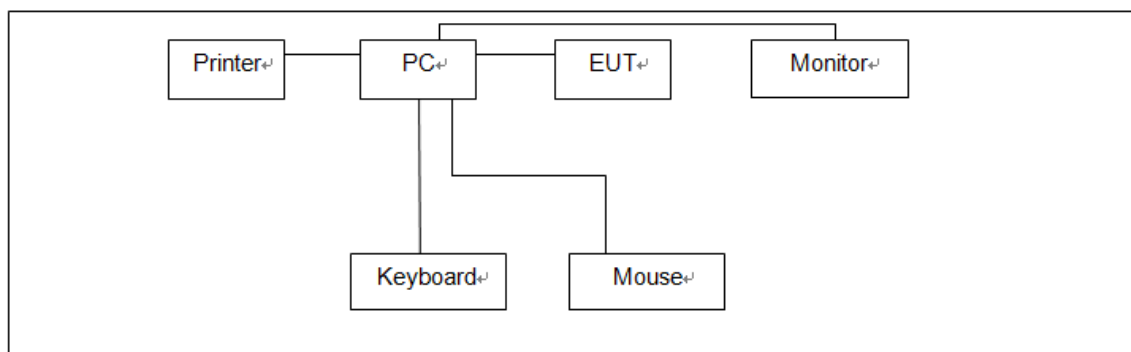 Printer
PC
EUT
Monitor
Keyboard
Mouse